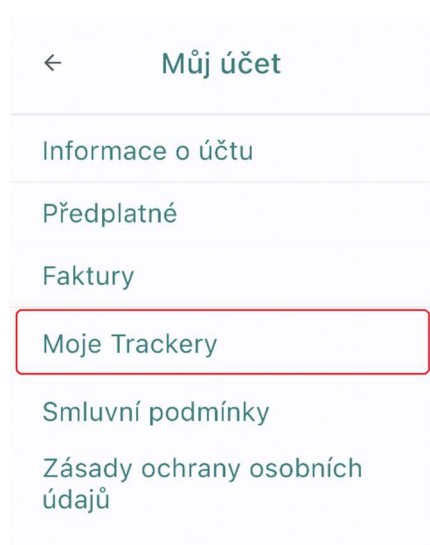 Můj účet
Informace o účtu
Předplatné
Faktury
Moje Trackery
Smluvní podmínky
Zásady ochrany osobních
údajů